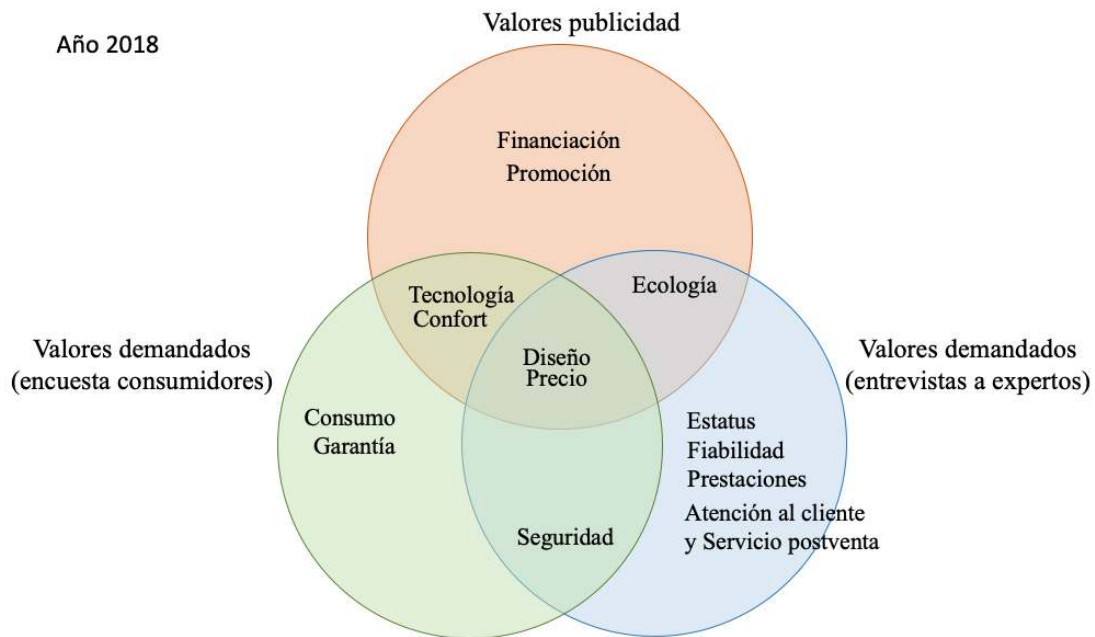 Valores publicidad
Año 2018
Financiación
Promoción
Ecología
Tecnología
Confort
Valores demandados
(encuesta consumidores)
Diseño
Precio
Valores demandados
(entrevistas a expertos)
Consumo
Garantía
Estatus
Fiabilidad
Prestaciones
Atención al cliente
y Servicio postventa
Seguridad